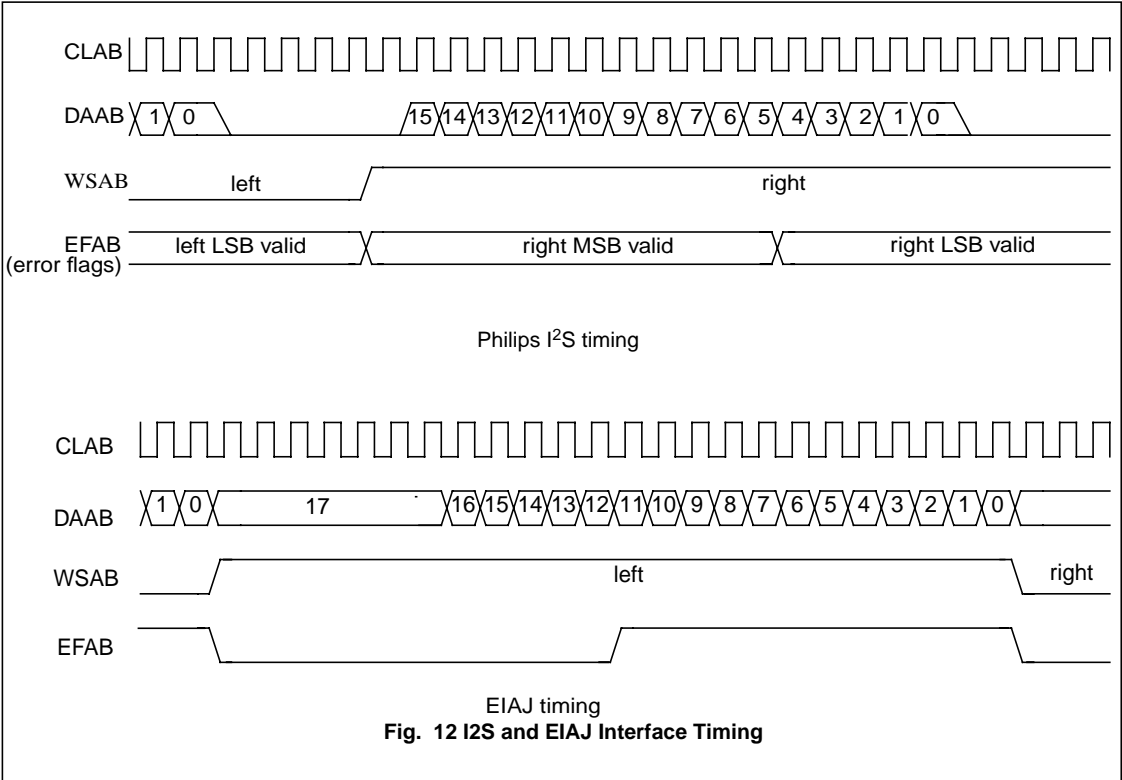 CLAB
DAAB 1 0 15 14 13 12 11 10 9 8 7 6 5 4 3 2 1 0
WSAB left right
EFAB left LSB valid right MSB valid right LSB valid
(error flags)
Philips I2S timing
CLAB
DAAB 1 0 17 16 15 14 13 12 11 10 9 8 7 6 5 4 3 2 1 0
WSAB left right
EFAB
EIAJ timing
Fig. 12 I2S and EIAJ Interface Timing